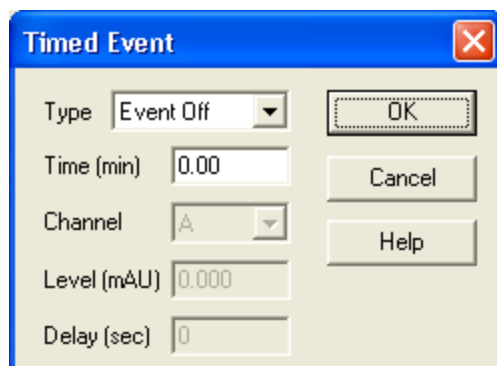 Timed Event
Type Event Off OK
Time (min) 0.00 Cancel
Channel A Help
Level (mAU) 0.000
Delay (sec) 0